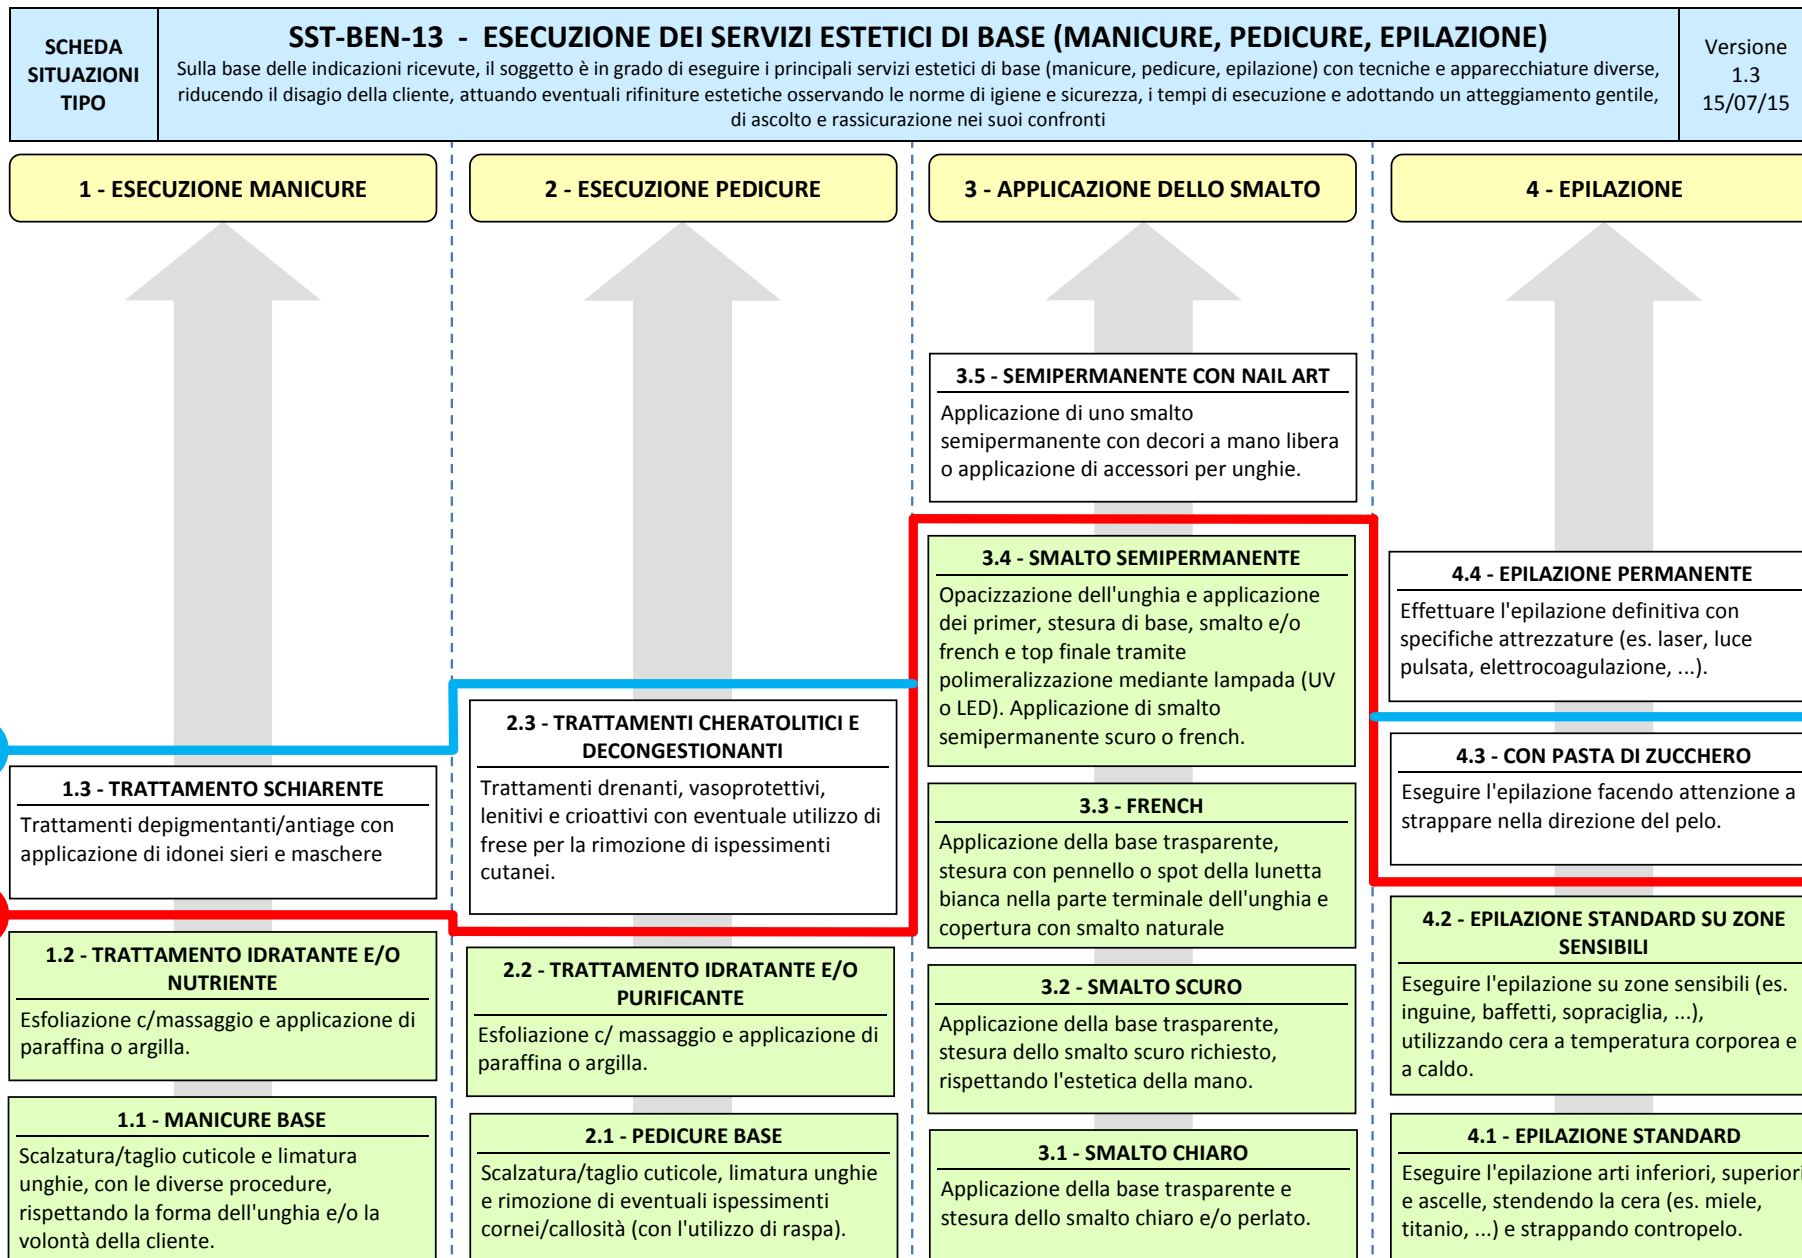 SCHEDA
SITUAZIONI
TIPO
SST-BEN-13 - ESECUZIONE DEI SERVIZI ESTETICI DI BASE (MANICURE, PEDICURE, EPILAZIONE)
Sulla base delle indicazioni ricevute, il soggetto è in grado di eseguire i principali servizi estetici di base (manicure, pedicure, epilazione) con tecniche e apparecchiature diverse,
riducendo il disagio della cliente, attuando eventuali rifiniture estetiche osservando le norme di igiene e sicurezza, i tempi di esecuzione e adottando un atteggiamento gentile,
di ascolto e rassicurazione nei suoi confronti
Versione
1.3
15/07/15
1 - ESECUZIONE MANICURE
1.3 - TRATTAMENTO SCHIARENTE
Trattamenti depigmentanti/antiage con
applicazione di idonei sieri e maschere
1.2 - TRATTAMENTO IDRATANTE E/O
NUTRIENTE
Esfoliazione c/massaggio e applicazione di
paraffina o argilla.
1.1 - MANICURE BASE
Scalzatura/taglio cuticole e limatura
unghie, con le diverse procedure,
rispettando la forma dell'unghia e/o la
volontà della cliente.
2 - ESECUZIONE PEDICURE
2.3 - TRATTAMENTI CHERATOLITICI E
DECONGESTIONANTI
Trattamenti drenanti, vasoprotettivi,
lenitivi e crioattivi con eventuale utilizzo di
frese per la rimozione di ispessimenti
cutanei.
2.2 - TRATTAMENTO IDRATANTE E/O
PURIFICANTE
Esfoliazione c/ massaggio e applicazione di
paraffina o argilla.
2.1 - PEDICURE BASE
Scalzatura/taglio cuticole, limatura unghie
e rimozione di eventuali ispessimenti
cornei/callosità (con l'utilizzo di raspa).
3 - APPLICAZIONE DELLO SMALTO
3.5 - SEMIPERMANENTE CON NAIL ART
Applicazione di uno smalto
semipermanente con decori a mano libera
o applicazione di accessori per unghie.
3.4 - SMALTO SEMIPERMANENTE
Opacizzazione dell'unghia e applicazione
dei primer, stesura di base, smalto e/o
french e top finale tramite
polimeralizzazione mediante lampada (UV
o LED). Applicazione di smalto
semipermanente scuro o french.
3.3 - FRENCH
Applicazione della base trasparente,
stesura con pennello o spot della lunetta
bianca nella parte terminale dell'unghia e
copertura con smalto naturale
3.2 - SMALTO SCURO
Applicazione della base trasparente,
stesura dello smalto scuro richiesto,
rispettando l'estetica della mano.
3.1 - SMALTO CHIARO
Applicazione della base trasparente e
stesura dello smalto chiaro e/o perlato.
4 - EPILAZIONE
4.4 - EPILAZIONE PERMANENTE
Effettuare l'epilazione definitiva con
specifiche attrezzature (es. laser, luce
pulsata, elettrocoagulazione, ...).
4.3 - CON PASTA DI ZUCCHERO
Eseguire l'epilazione facendo attenzione a
strappare nella direzione del pelo.
4.2 - EPILAZIONE STANDARD SU ZONE
SENSIBILI
Eseguire l'epilazione su zone sensibili (es.
inguine, baffetti, sopraciglia, ...),
utilizzando cera a temperatura corporea e
a caldo.
4.1 - EPILAZIONE STANDARD
Eseguire l'epilazione arti inferiori, superiori
e ascelle, stendendo la cera (es. miele,
titanio, ...) e strappando contropelo.